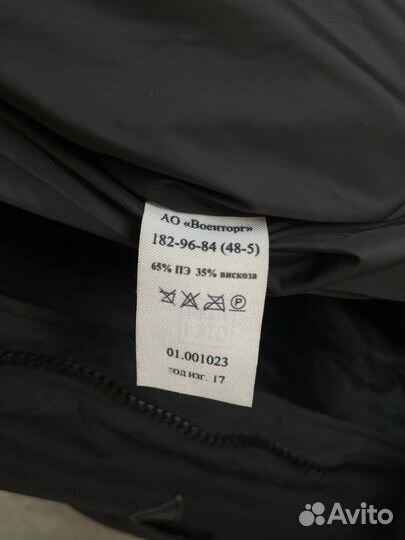 АО «Военторг»
182-96-84 (48-5)
65% ПЭ 35% вискоза
P
01.001023
год изг. 17
Avito